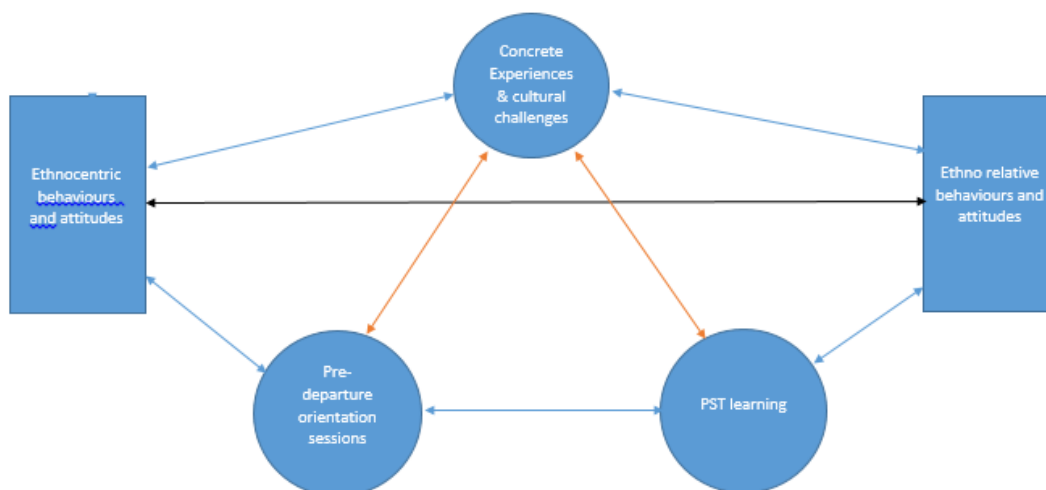 Concrete
Experiences
& cultural
challenges
Ethnocentric
behaviours
and attitudes
Ethno relative
behaviours and
attitudes
Pre-
departure
orientation
sessions
PST learning